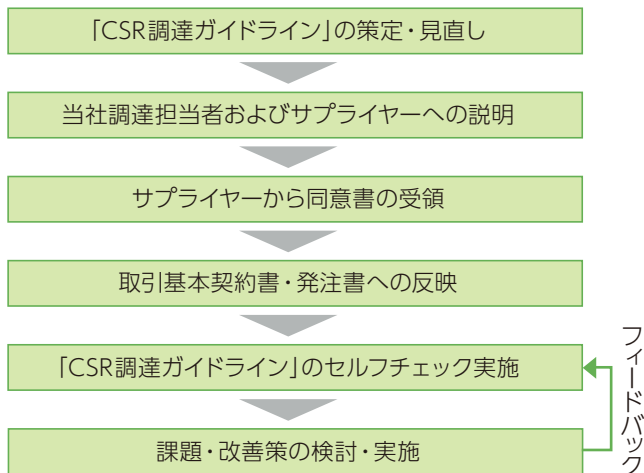 「CSR調達ガイドライン」の策定・見直し
当社調達担当者およびサプライヤーへの説明
サプライヤーから同意書の受領
取引基本契約書・発注書への反映
「CSR調達ガイドライン」のセルフチェック実施
課題・改善策の検討・実施
フィードバック